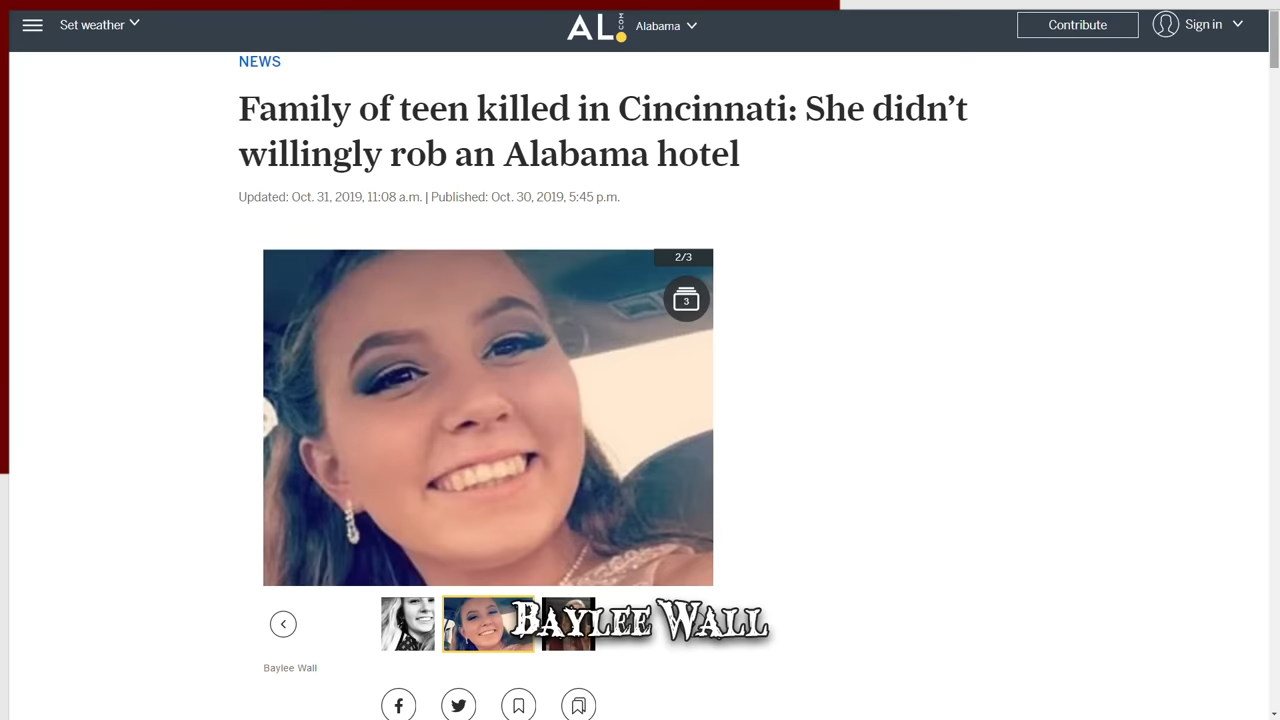 Set weather
AL.COM
Alabama
Contribute
Sign in
NEWS
Family of teen killed in Cincinnati: She didn’t
willingly rob an Alabama hotel
Updated: Oct. 31, 2019, 11:08 a.m. | Published: Oct. 30, 2019, 5:45 p.m.
2/3
3
BAYLEE WALL
Baylee Wall